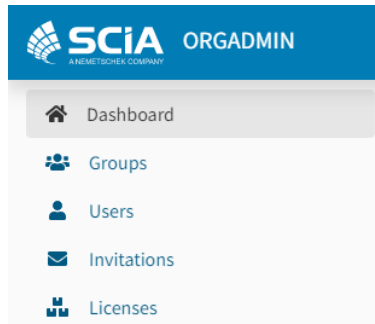 SCiA ORGADMIN
A NEMETSCHEK COMPANY
Dashboard
Groups
Users
Invitations
Licenses